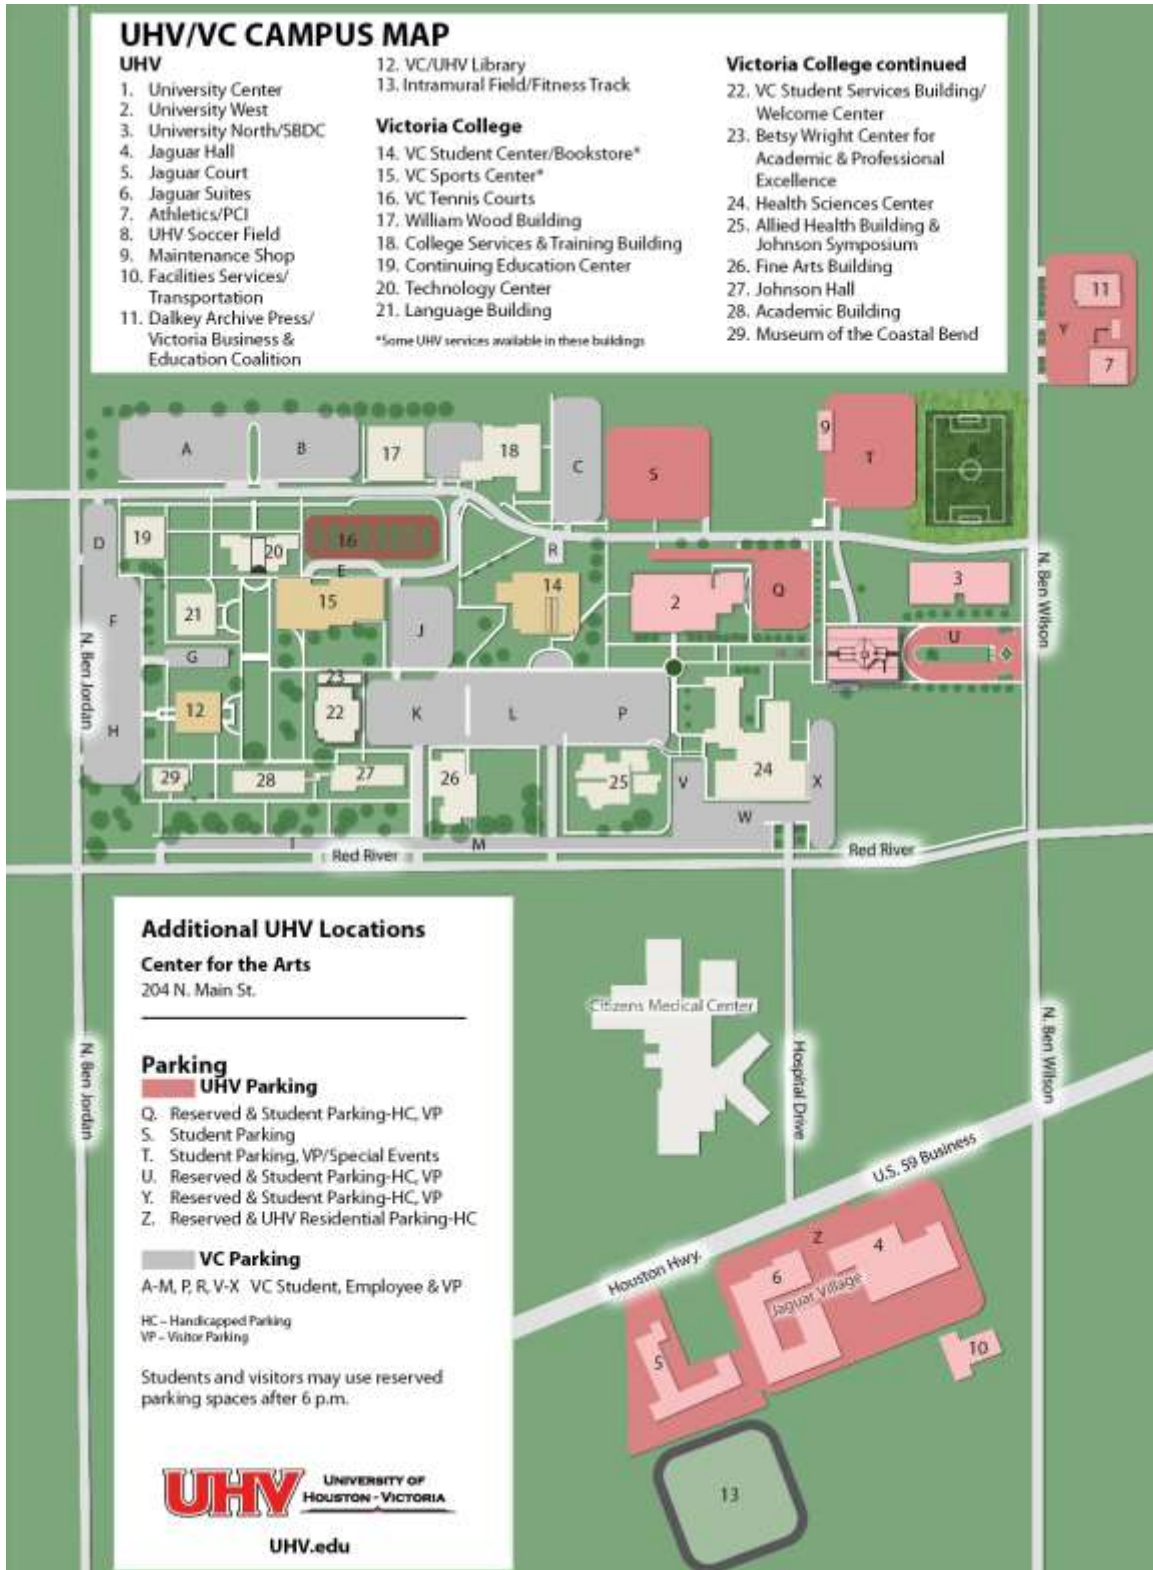 UHV/VC CAMPUS MAP
UHV
1. University Center
2. University West
3. University North/SBDC
4. Jaguar Hall
5. Jaguar Court
6. Jaguar Suites
7. Athletics/PCI
8. UHV Soccer Field
9. Maintenance Shop
10. Facilities Services/
Transportation
11. Dalkey Archive Press/
Victoria Business &
Education Coalition
12. VC/UHV Library
13. Intramural Field/Fitness Track
Victoria College
14. VC Student Center/Bookstore*
15. VC Sports Center*
16. VC Tennis Courts
17. William Wood Building
18. College Services & Training Building
19. Continuing Education Center
20. Technology Center
21. Language Building
*Some UHV services available in these buildings
Victoria College continued
22. VC Student Services Building/
Welcome Center
23. Betsy Wright Center for
Academic & Professional
Excellence
24. Health Sciences Center
25. Allied Health Building &
Johnson Symposium
26. Fine Arts Building
27. Johnson Hall
28. Academic Building
29. Museum of the Coastal Bend
11
Y
7
A
B
17
18
C
S
9
T
D
19
20
16
E
R
14
15
2
Q
3
N. Ben Wilson
F
21
J
U
N. Ben Jordan
G
23
12
22
K
L
P
H
29
28
27
26
25
V
24
X
W
I
M
Red River
Red River
Citizens Medical Center
Hospital Drive
N. Ben Jordan
N. Ben Wilson
U.S. 59 Business
Houston Hwy.
Z
4
6
Jaguar Village
5
10
13
Additional UHV Locations
Center for the Arts
204 N. Main St.
Parking
UHV Parking
Q. Reserved & Student Parking-HC, VP
S. Student Parking
T. Student Parking, VP/Special Events
U. Reserved & Student Parking-HC, VP
Y. Reserved & Student Parking-HC, VP
Z. Reserved & UHV Residential Parking-HC
VC Parking
A-M, P, R, V-X VC Student, Employee & VP
HC – Handicapped Parking
VP – Visitor Parking
Students and visitors may use reserved
parking spaces after 6 p.m.
UHV
UNIVERSITY OF
HOUSTON - VICTORIA
UHV.edu